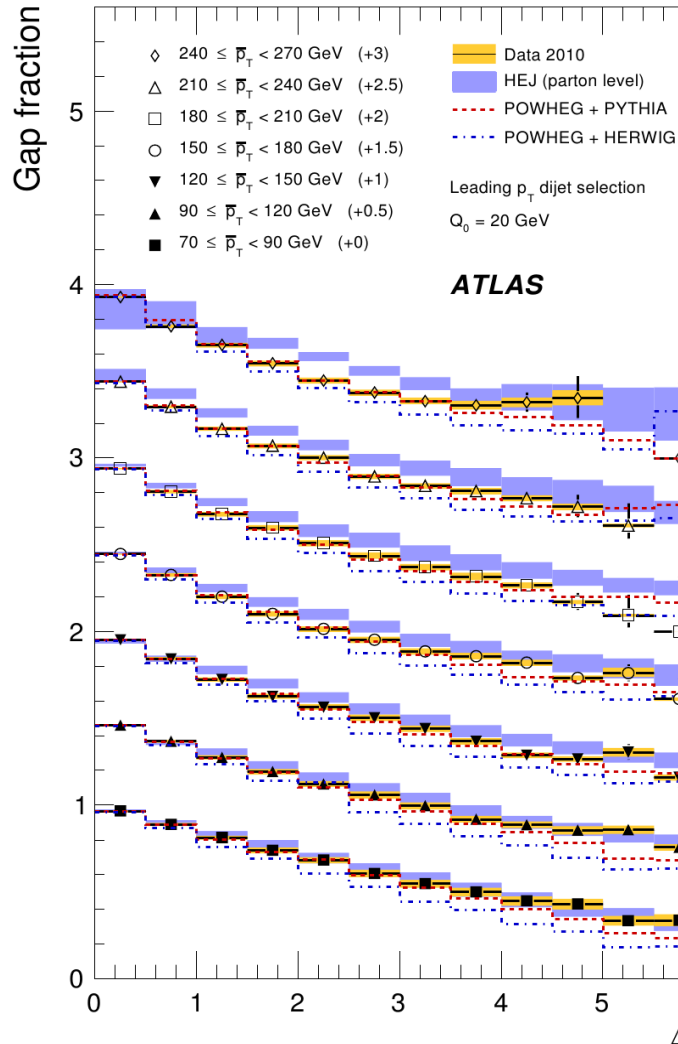 Gap fraction
240 ≤ p̅T < 270 GeV (+3)
210 ≤ p̅T < 240 GeV (+2.5)
180 ≤ p̅T < 210 GeV (+2)
150 ≤ p̅T < 180 GeV (+1.5)
120 ≤ p̅T < 150 GeV (+1)
90 ≤ p̅T < 120 GeV (+0.5)
70 ≤ p̅T < 90 GeV (+0)
Data 2010
HEJ (parton level)
POWHEG + PYTHIA
POWHEG + HERWIG
Leading pT dijet selection
Q0 = 20 GeV
ATLAS
5
4
3
2
1
0
0 1 2 3 4 5